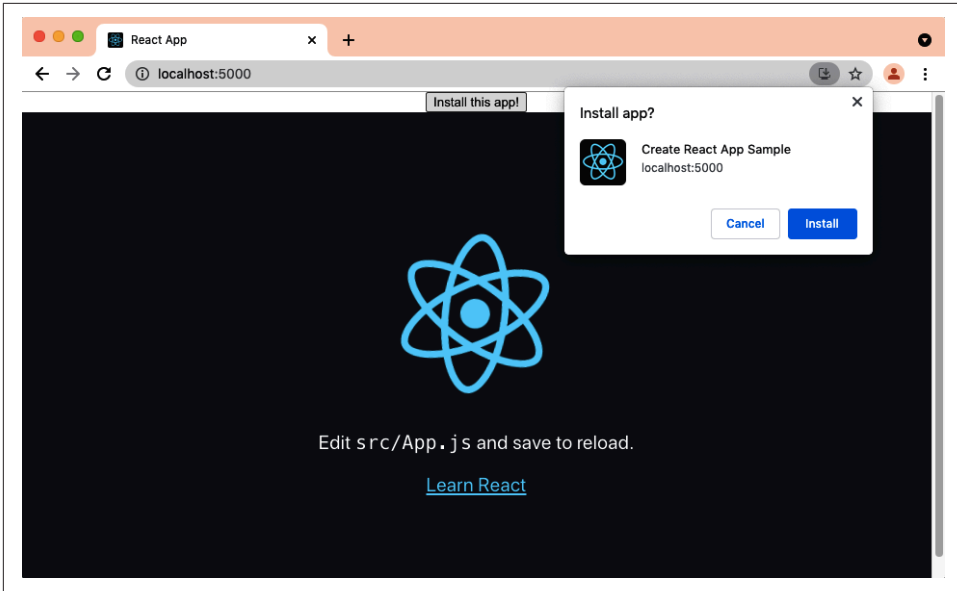 React App
localhost:5000
Install this app!
Install app?
Create React App Sample
localhost:5000
Cancel Install
Edit src/App.js and save to reload.
Learn React